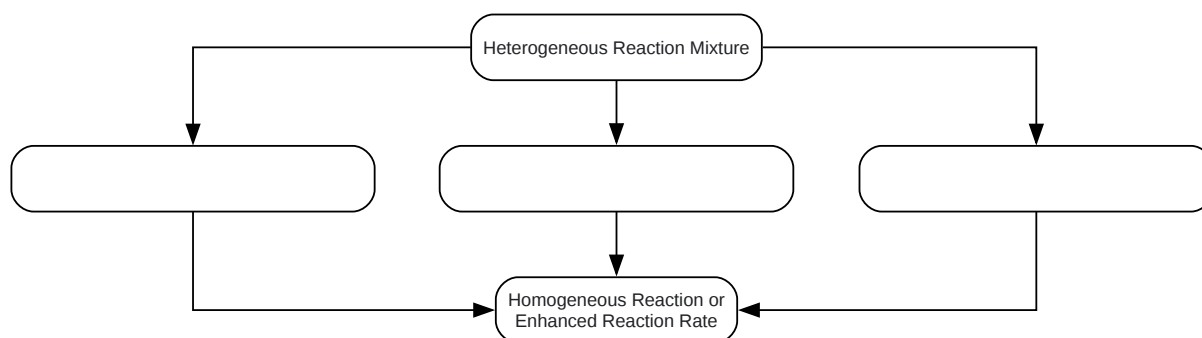 Heterogeneous Reaction Mixture
Homogeneous Reaction or
Enhanced Reaction Rate